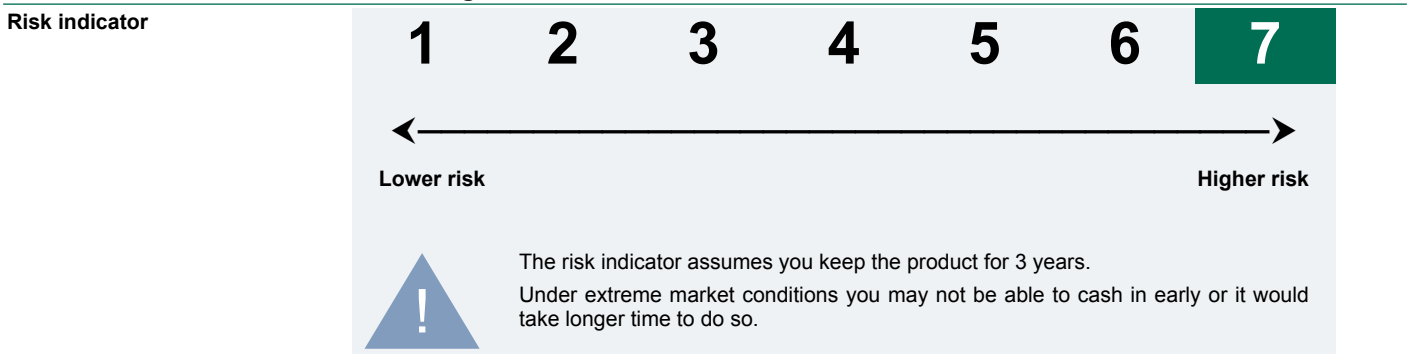 Risk indicator
1 2 3 4 5 6 7
Lower risk Higher risk
!
The risk indicator assumes you keep the product for 3 years.
Under extreme market conditions you may not be able to cash in early or it would
take longer time to do so.